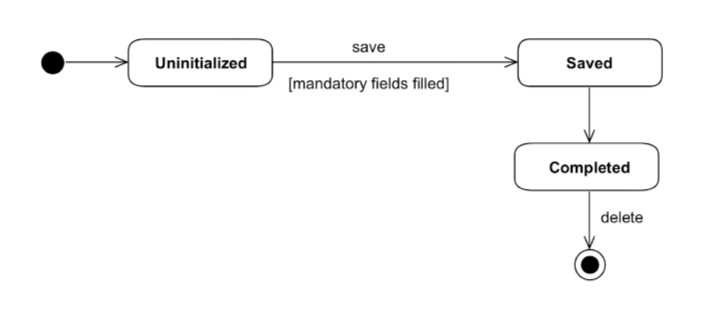 save
Uninitialized
Saved
[mandatory fields filled]
Completed
delete